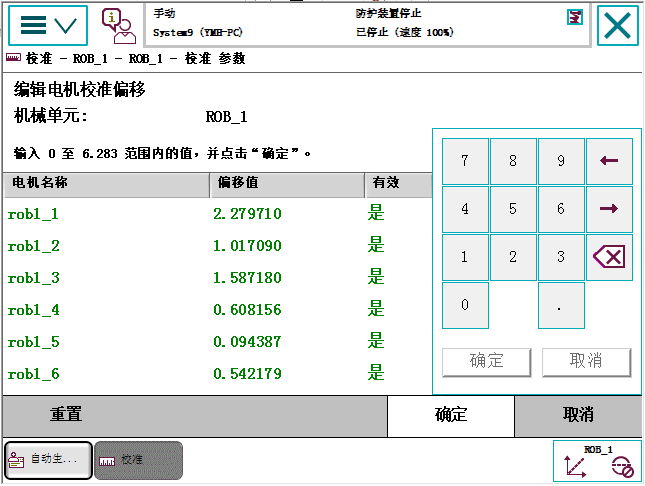 手动 防护装置停止
System9 (YMH-PC) 已停止 (速度 100%)
校准 - ROB_1 - ROB_1 - 校准 参数
编辑电机校准偏移
机械单元: ROB_1
输入 0 至 6.283 范围内的值，并点击“确定”。
电机名称 偏移值 有效
rob1_1 2.279710 是
rob1_2 1.017090 是
rob1_3 1.587180 是
rob1_4 0.608156 是
rob1_5 0.094387 是
rob1_6 0.542179 是
7 8 9 ←
4 5 6 →
1 2 3
0 .
确定 取消
重置 确定 取消
自动生... 校准 ROB_1